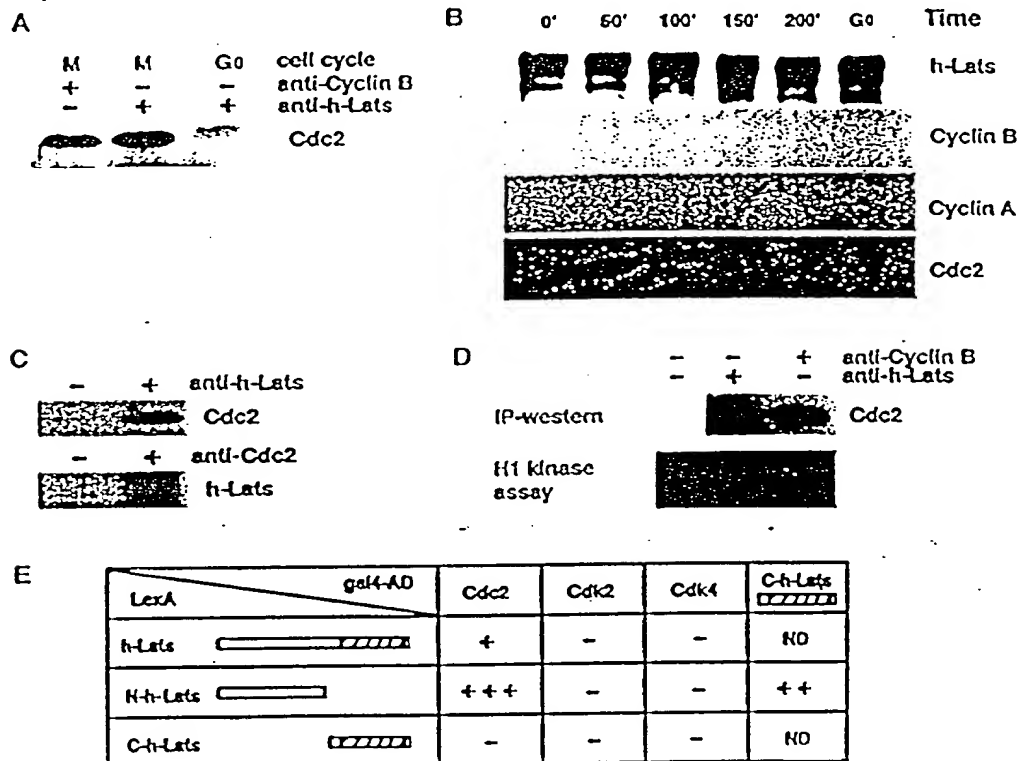 A
M M G0 cell cycle
+ - - anti-Cyclin B
- + + anti-h-Lats
Cdc2
B
0' 50' 100' 150' 200' G0 Time
h-Lats
Cyclin B
Cyclin A
Cdc2
C
- + anti-h-Lats
Cdc2
- + anti-Cdc2
h-Lats
D
- - + anti-Cyclin B
- + - anti-h-Lats
IP-western Cdc2
H1 kinase
assay
E
LexA gal4-AD Cdc2 Cdk2 Cdk4 C-h-Lats
h-Lats + - - ND
N-h-Lats +++ - - ++
C-h-Lats - - - ND